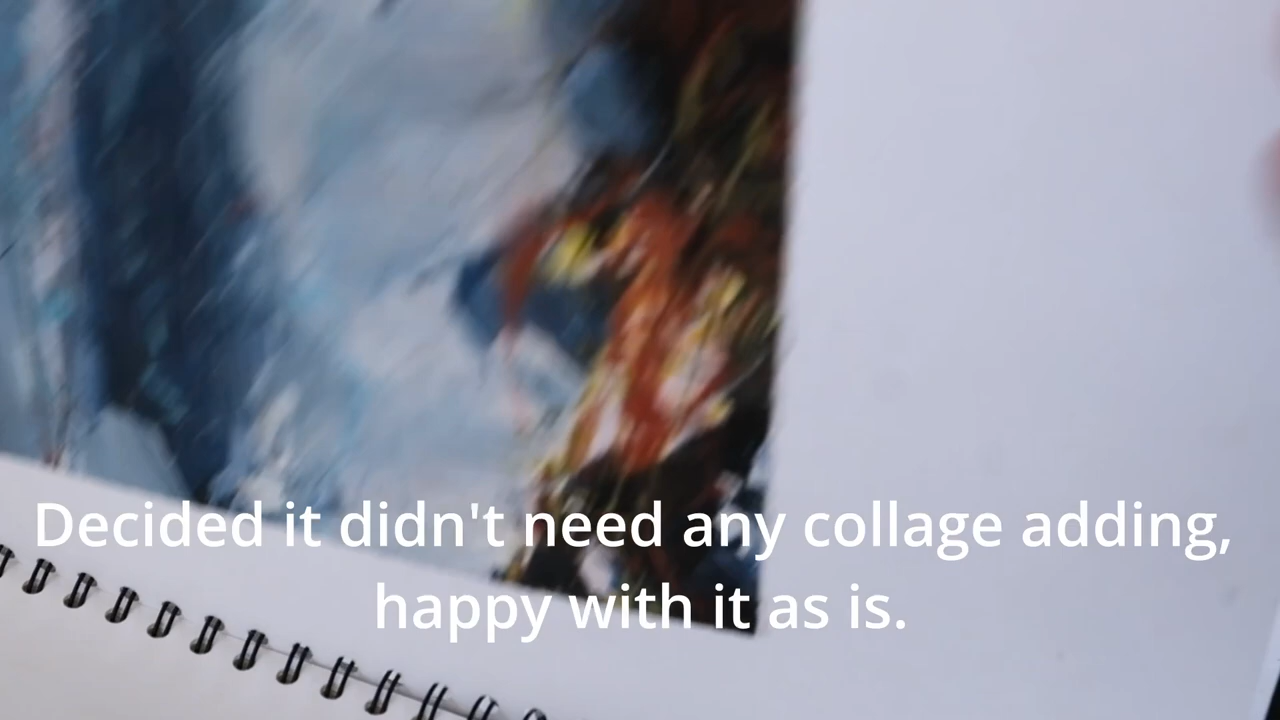 Decided it didn't need any collage adding,
happy with it as is.